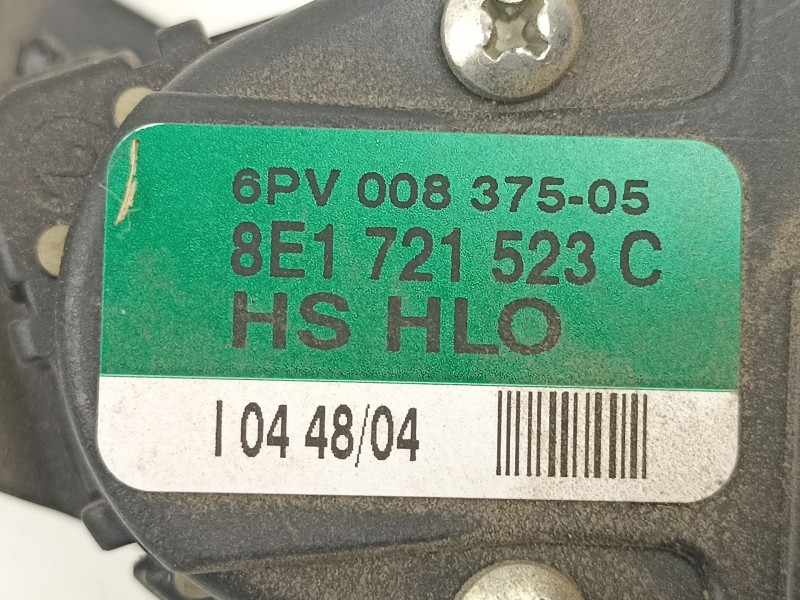 6PV 008 375-05
8E1 721 523 C
HS HLO
I 04 48/04